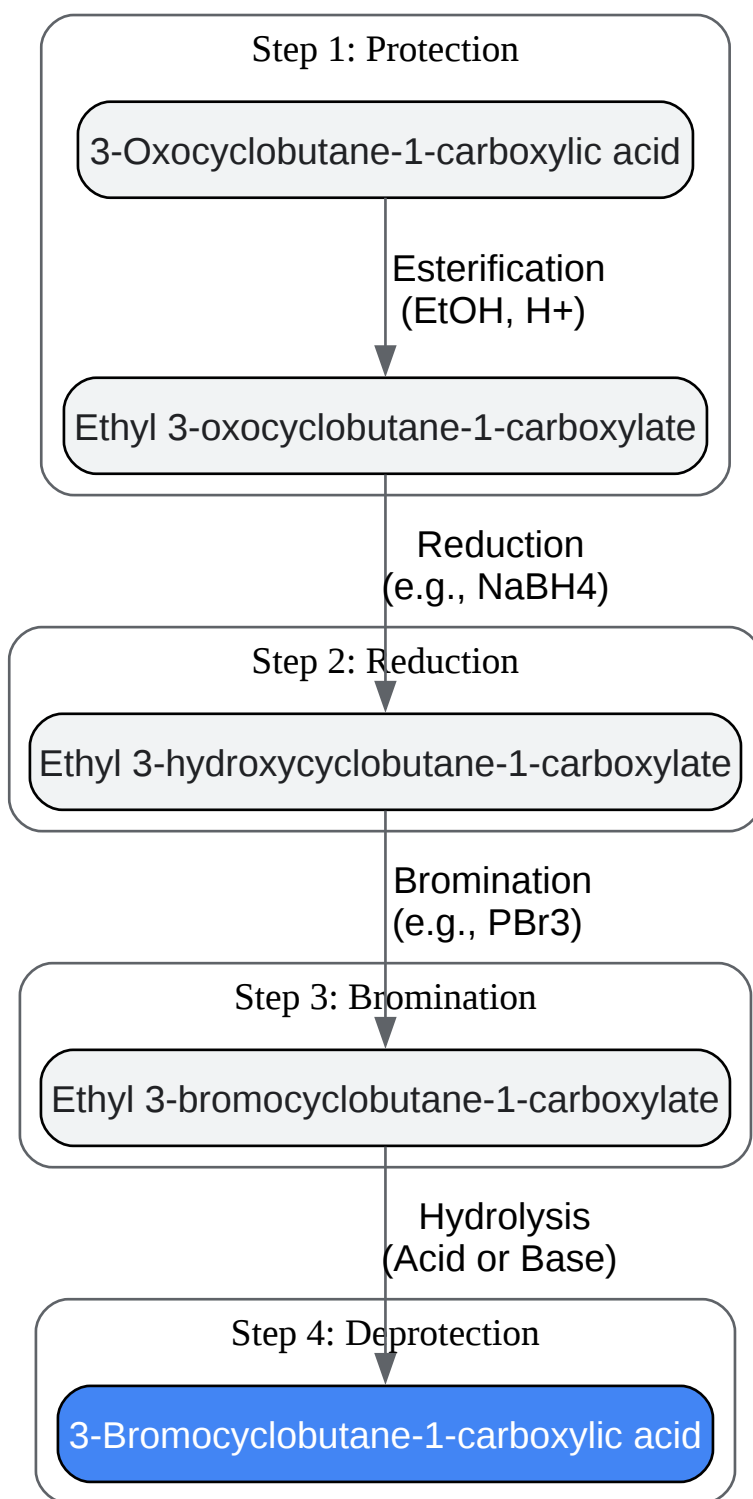 Step 1: Protection
3-Oxocyclobutane-1-carboxylic acid
Esterification
(EtOH, H+)
Ethyl 3-oxocyclobutane-1-carboxylate
Reduction
(e.g., NaBH4)
Step 2: Reduction
Ethyl 3-hydroxycyclobutane-1-carboxylate
Bromination
(e.g., PBr3)
Step 3: Bromination
Ethyl 3-bromocyclobutane-1-carboxylate
Hydrolysis
(Acid or Base)
Step 4: Deprotection
3-Bromocyclobutane-1-carboxylic acid